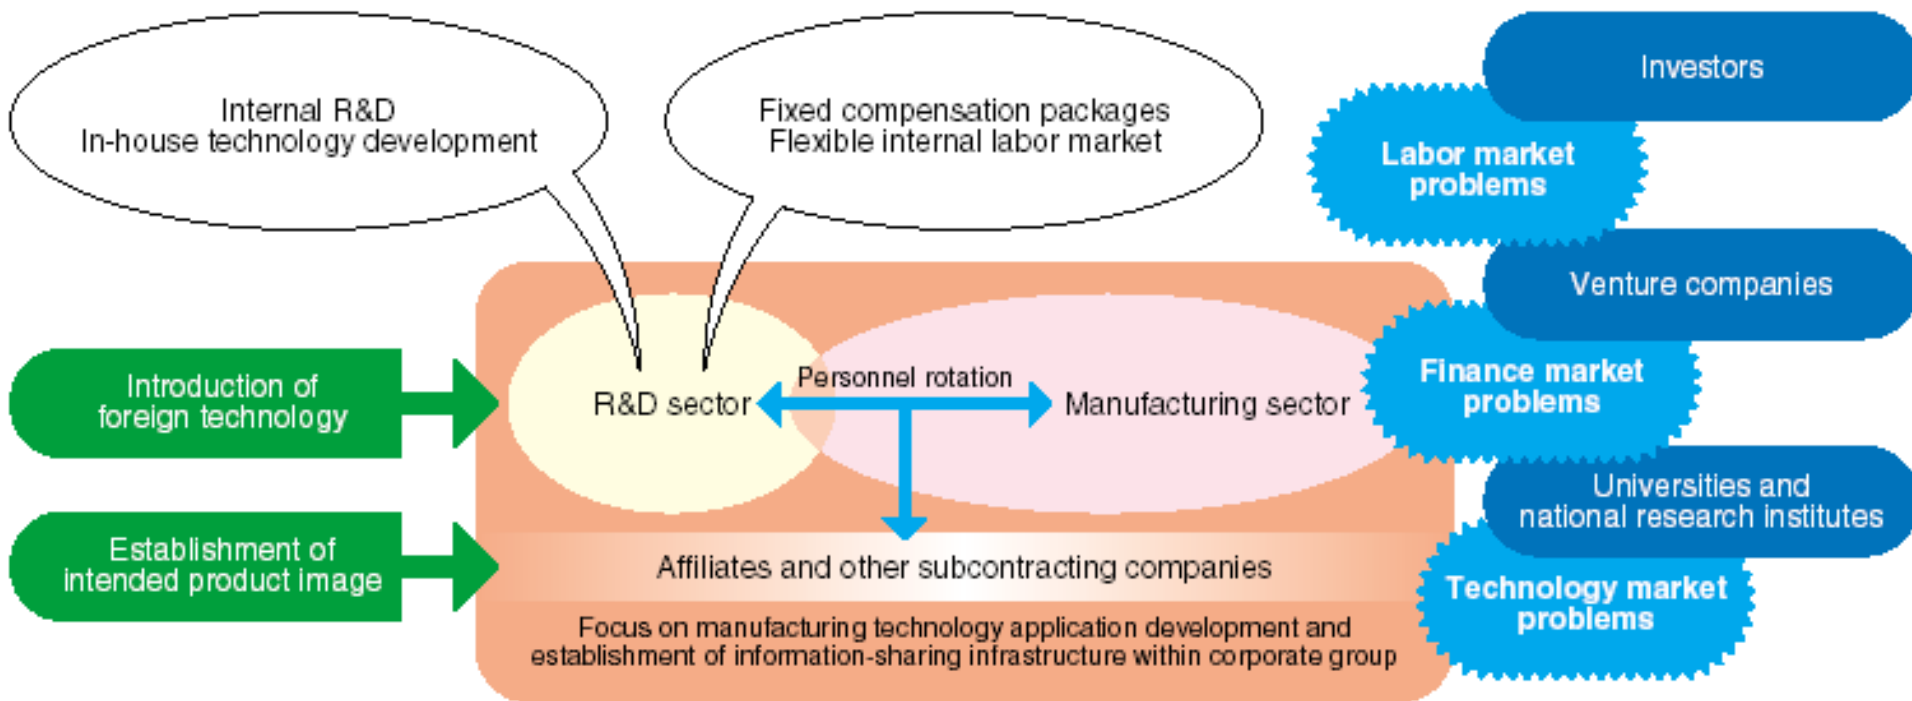 Internal R&D
In-house technology development
Fixed compensation packages
Flexible internal labor market
Investors
Labor market
problems
Venture companies
Introduction of
foreign technology
R&D sector
Personnel rotation
Manufacturing sector
Finance market
problems
Universities and
national research institutes
Establishment of
intended product image
Affiliates and other subcontracting companies
Technology market
problems
Focus on manufacturing technology application development and
establishment of information-sharing infrastructure within corporate group